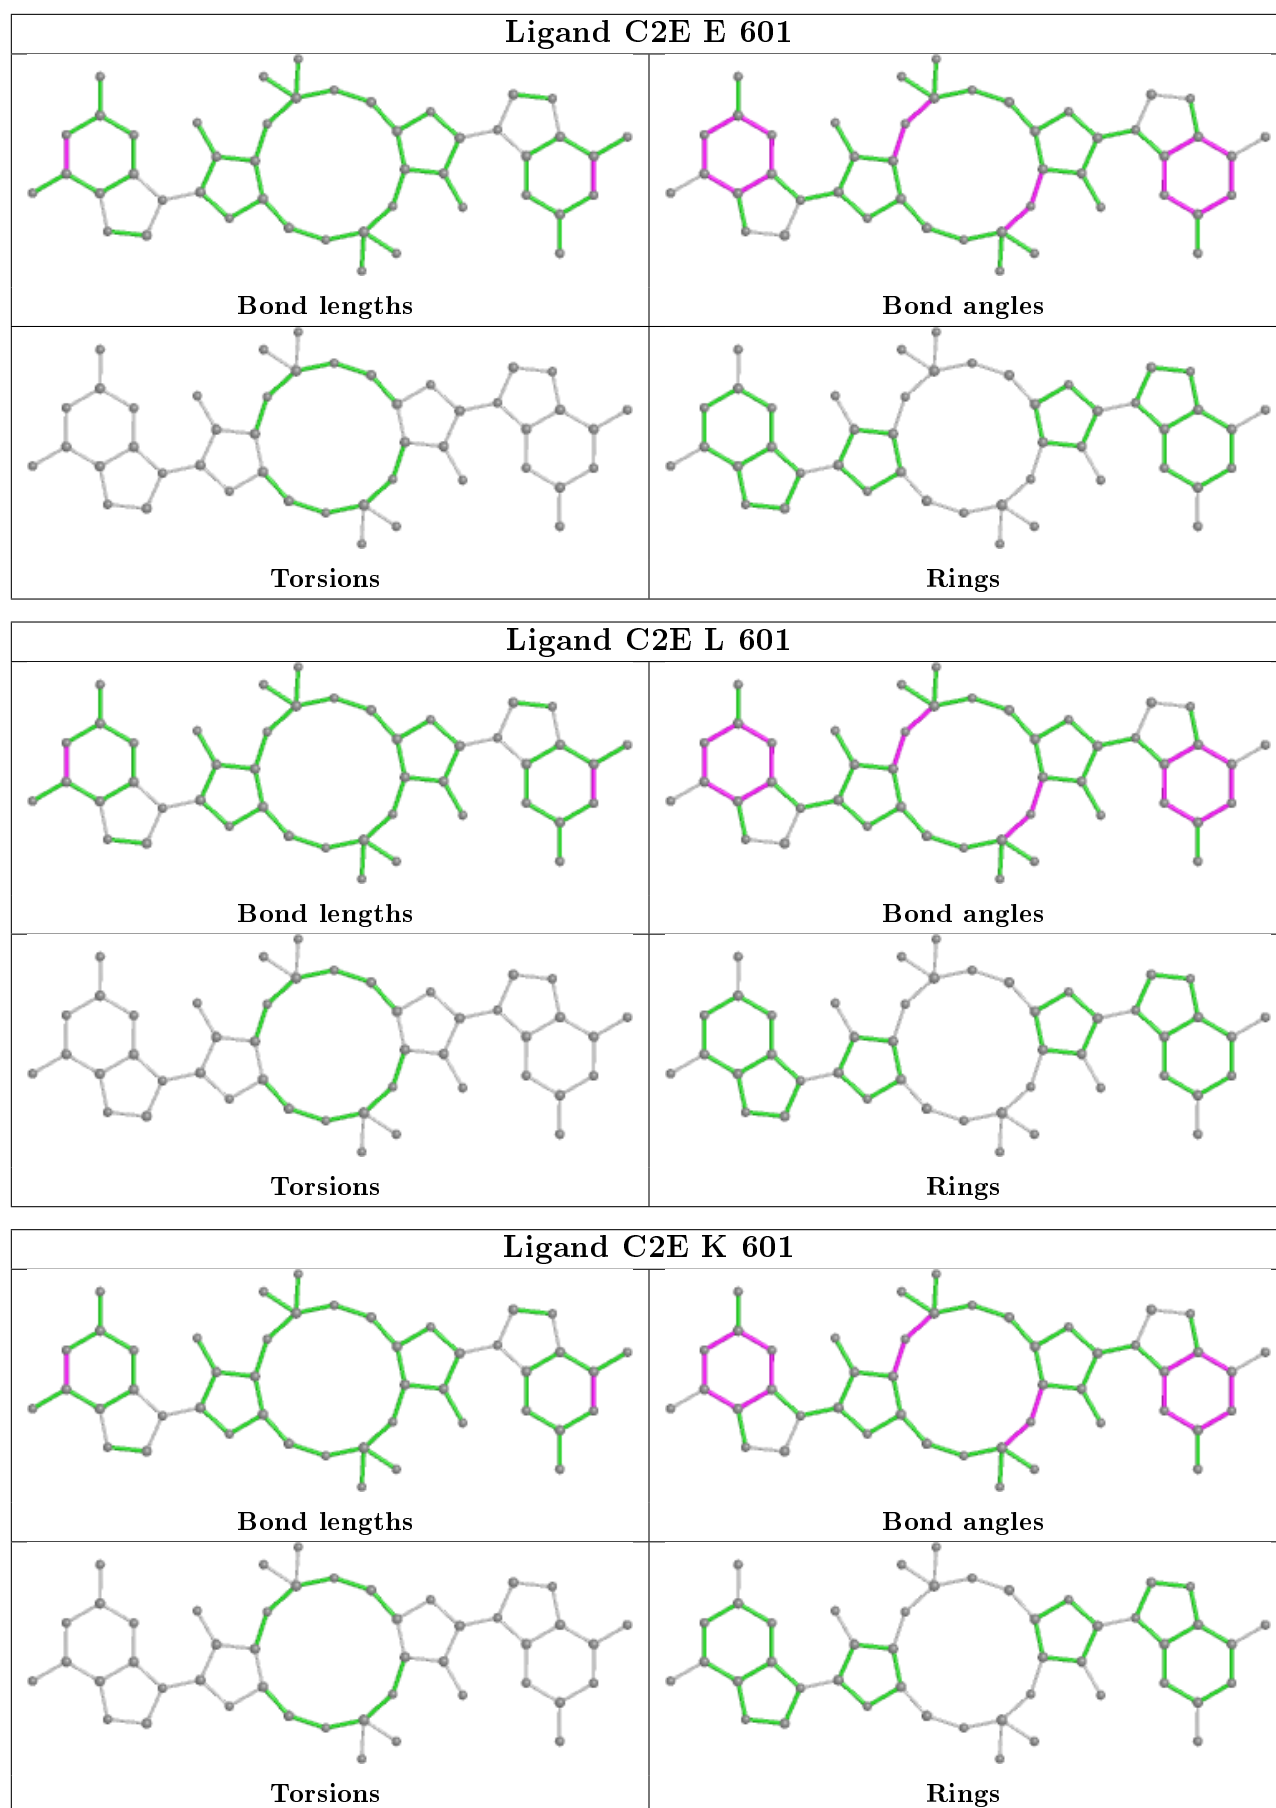 Ligand C2E E 601
Bond lengths
Bond angles
Torsions
Rings
Ligand C2E L 601
Bond lengths
Bond angles
Torsions
Rings
Ligand C2E K 601
Bond lengths
Bond angles
Torsions
Rings